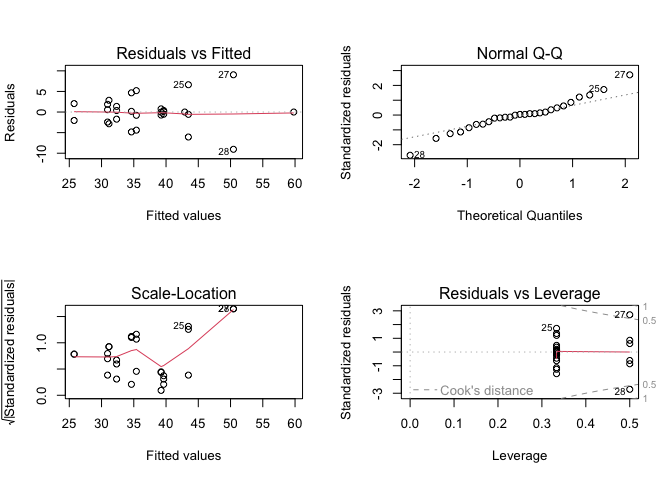 Residuals vs Fitted
Residuals
5
0
-10
25
27
28
25 30 35 40 45 50 55 60
Fitted values
Normal Q-Q
Standardized residuals
2
0
-2
27
25
28
-2 -1 0 1 2
Theoretical Quantiles
Scale-Location
√|Standardized residuals|
1.0
0.0
28
25
25 30 35 40 45 50 55 60
Fitted values
Residuals vs Leverage
Standardized residuals
3
1
-1
-3
25
27
28
1
0.5
0.5
1
Cook's distance
0.0 0.1 0.2 0.3 0.4 0.5
Leverage